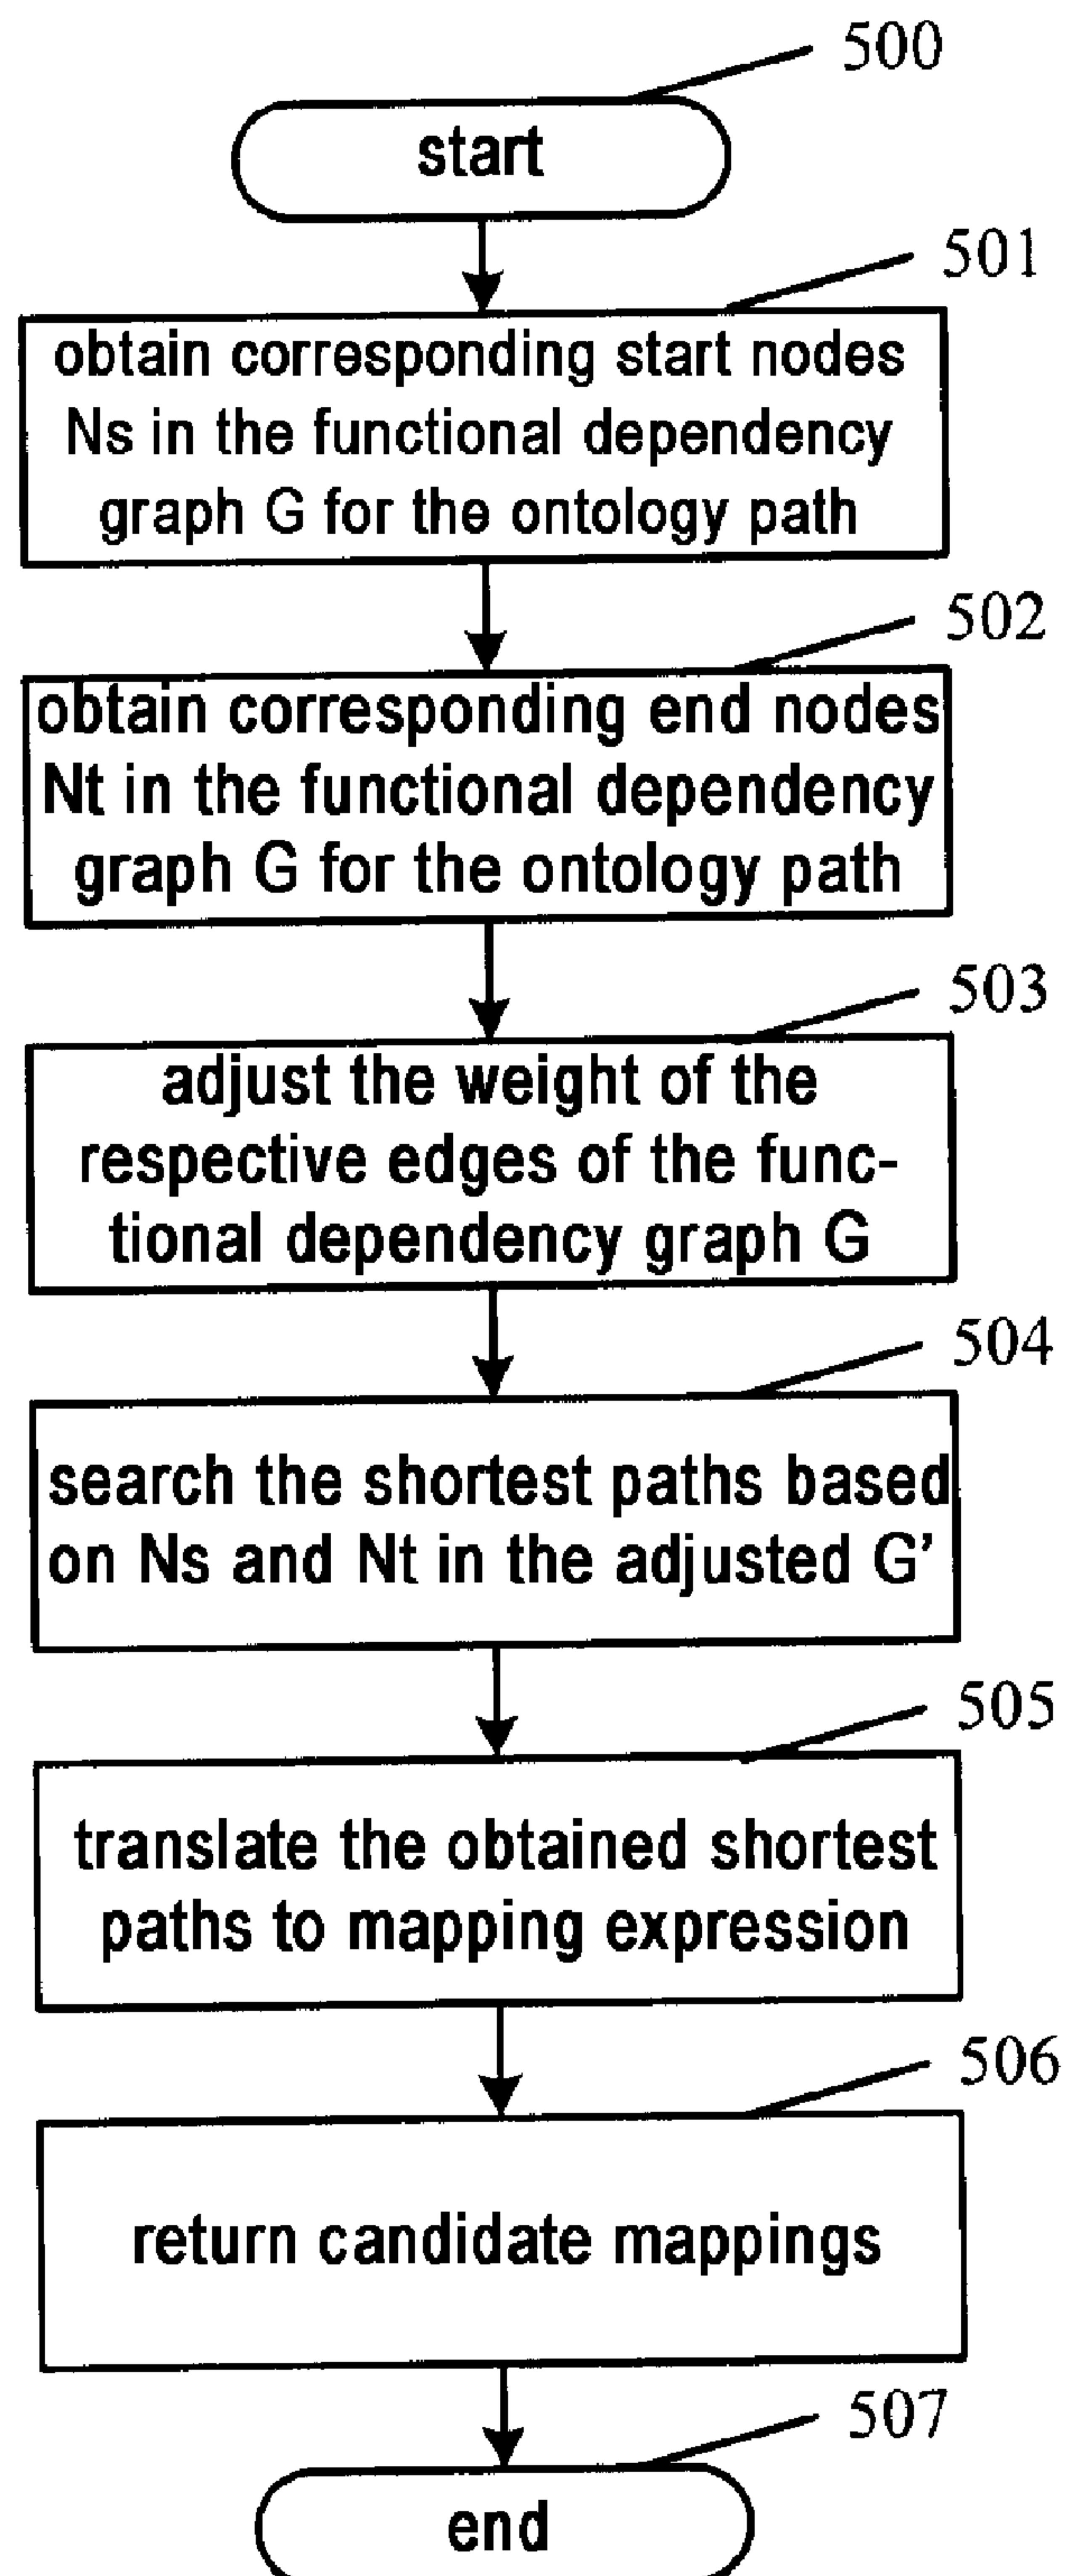 500
start
501
obtain corresponding start nodes
Ns in the functional dependency
graph G for the ontology path
502
obtain corresponding end nodes
Nt in the functional dependency
graph G for the ontology path
503
adjust the weight of the
respective edges of the func-
tional dependency graph G
504
search the shortest paths based
on Ns and Nt in the adjusted G’
505
translate the obtained shortest
paths to mapping expression
506
return candidate mappings
507
end